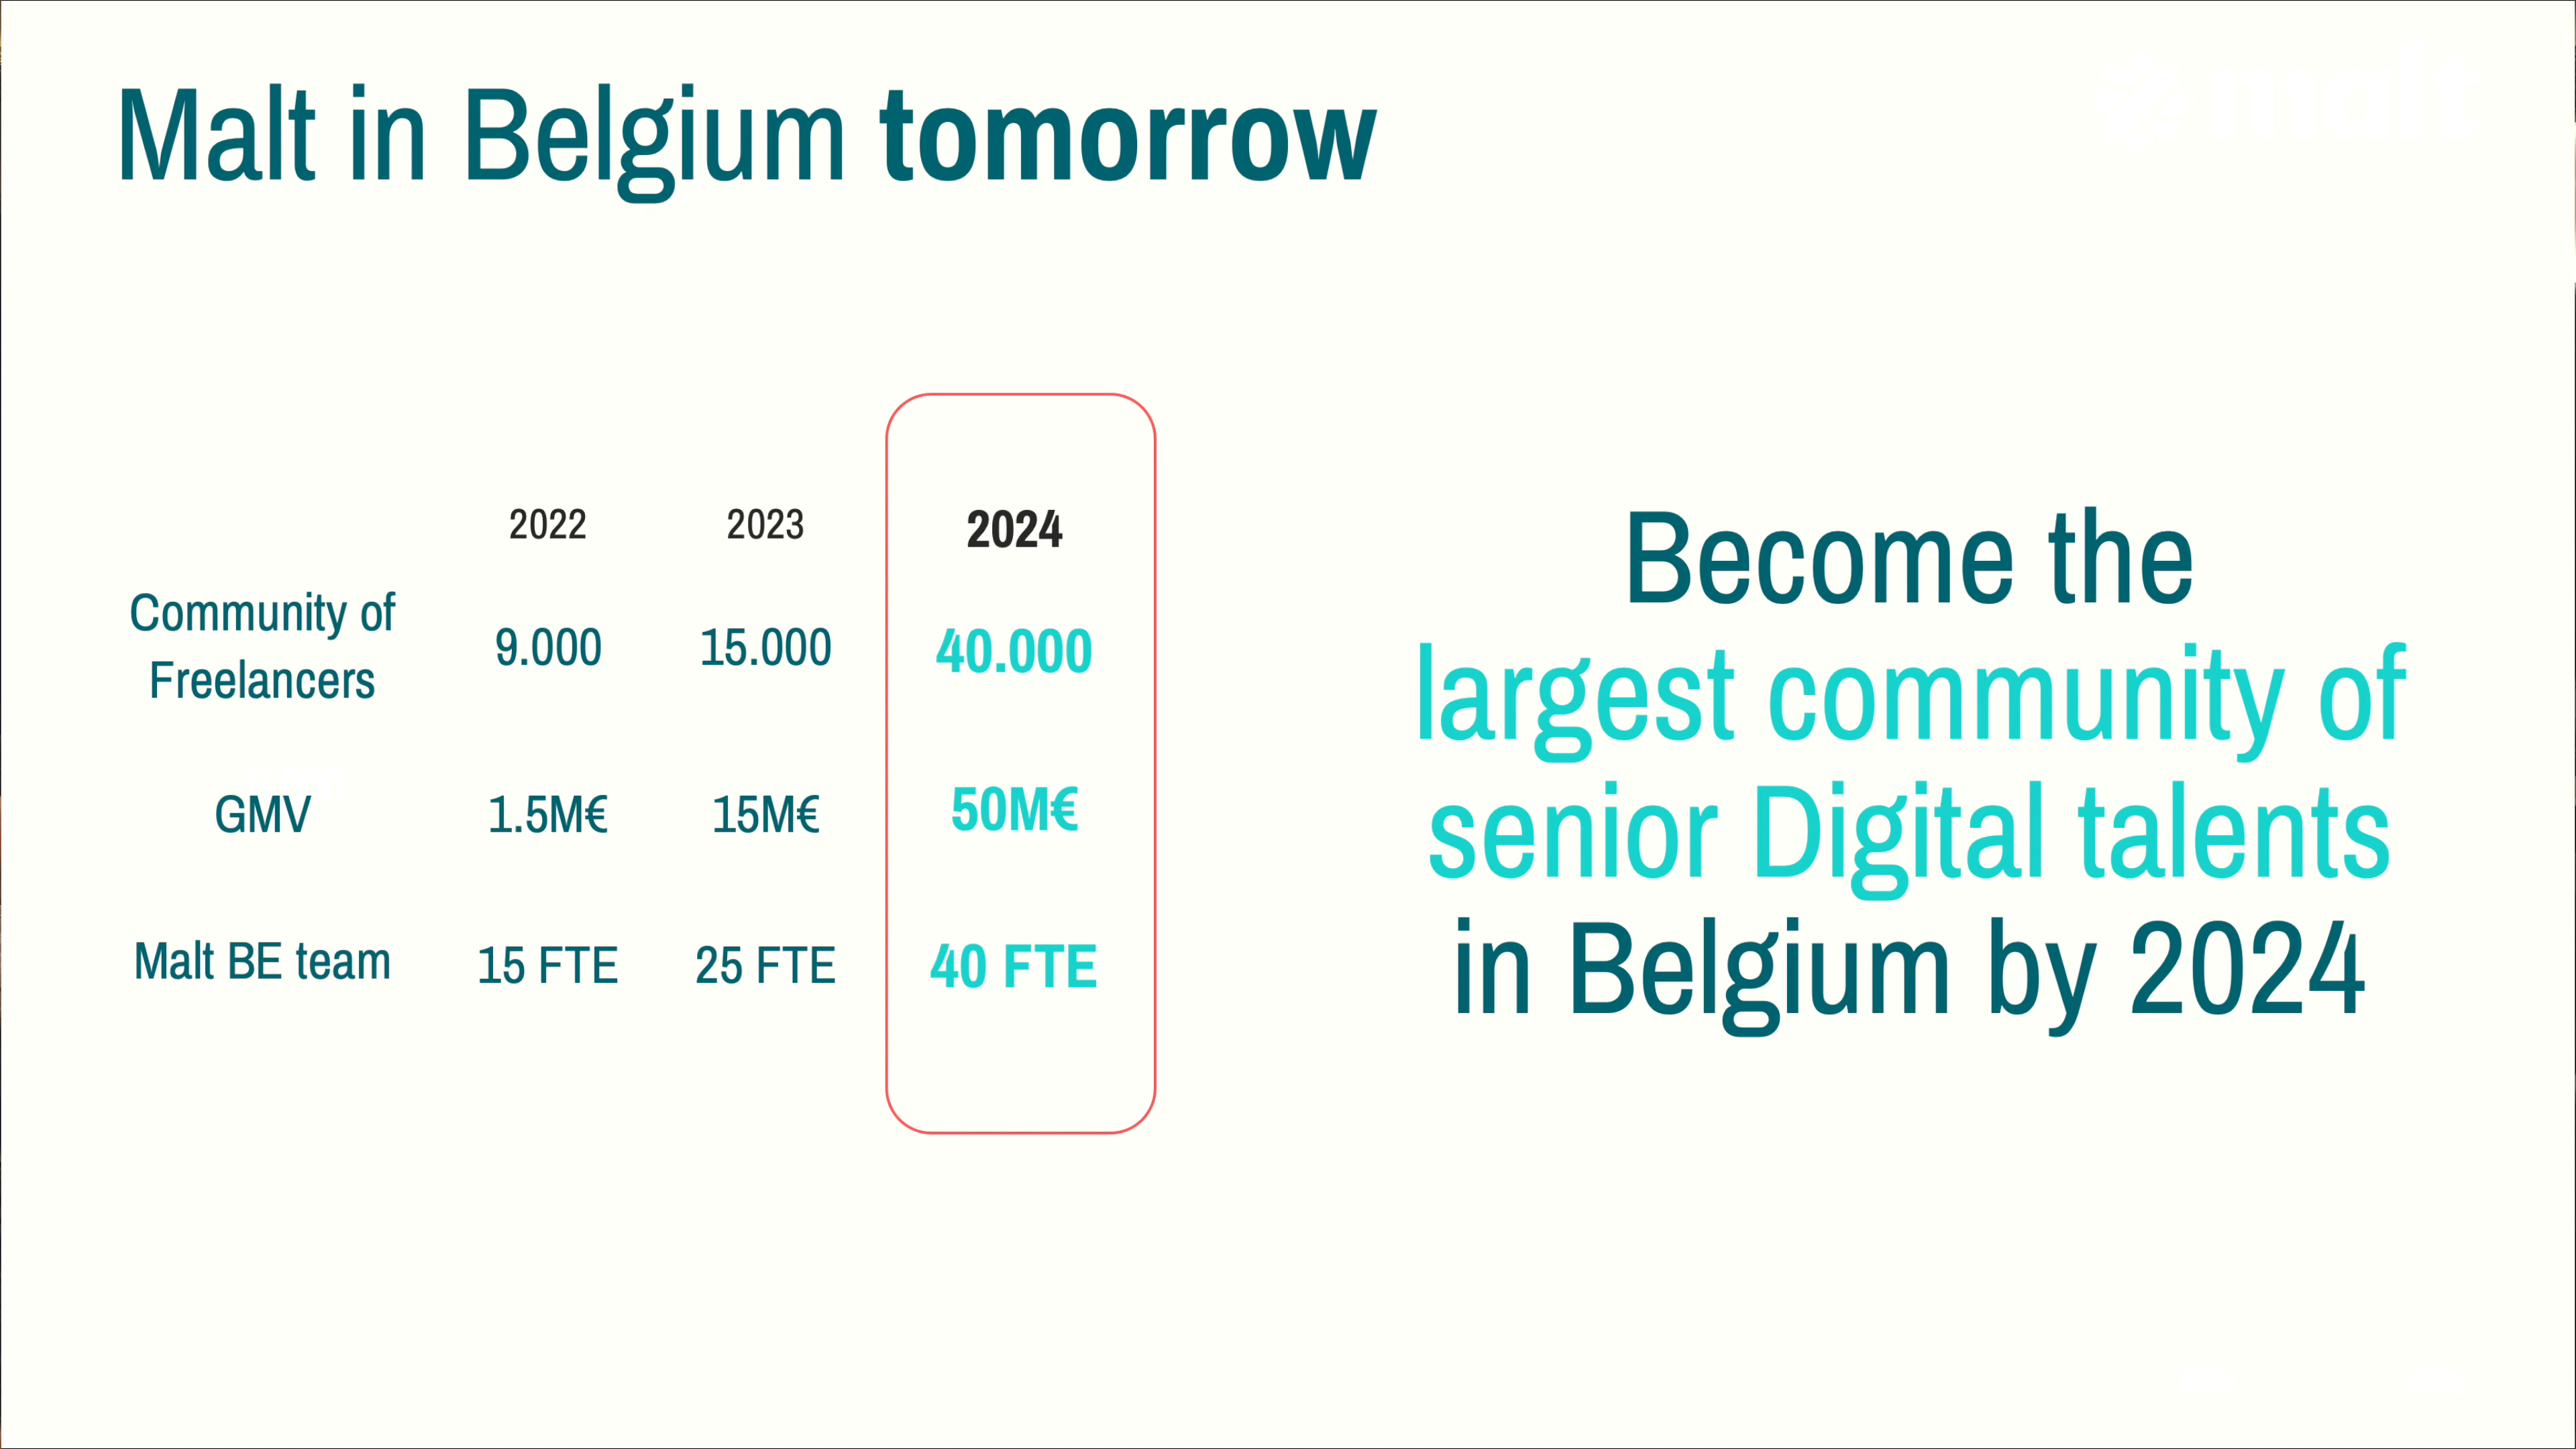 Malt in Belgium tomorrow
2022 2023 2024
Community of
Freelancers
9.000 15.000 40.000
GMV 1.5M€ 15M€ 50M€
Malt BE team 15 FTE 25 FTE 40 FTE
Become the
largest community of
senior Digital talents
in Belgium by 2024